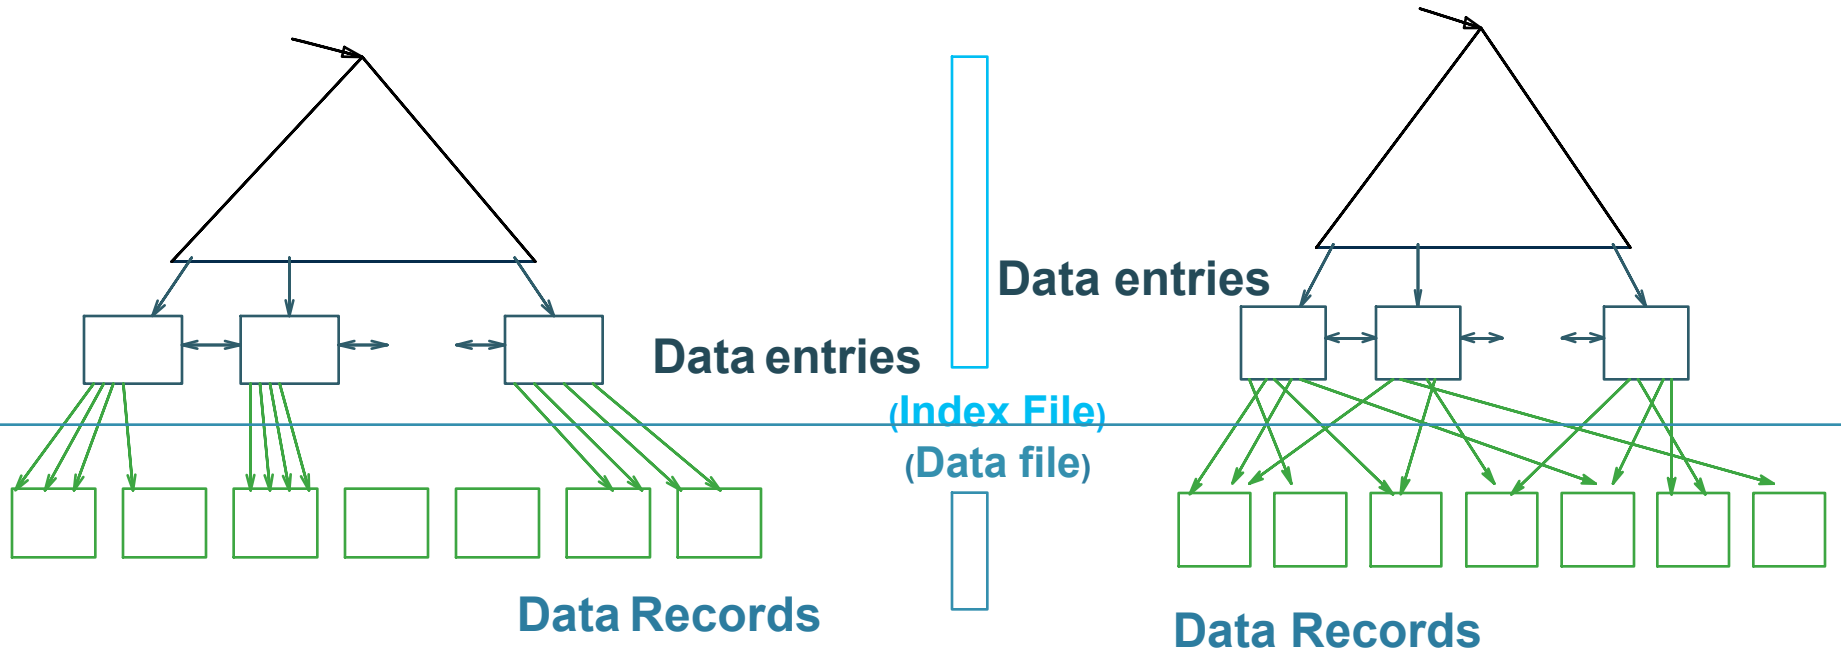 Data entries
Data entries
(Index File)
(Data file)
Data Records
Data Records